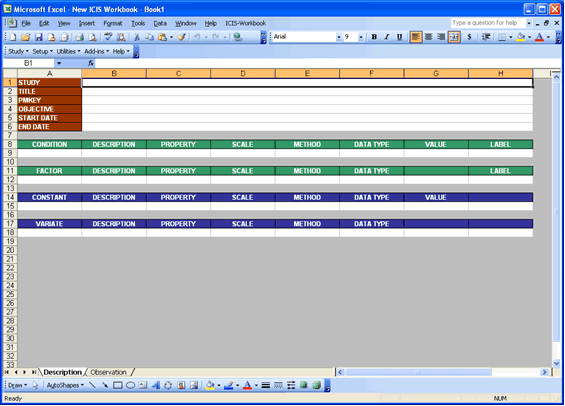 Microsoft Excel - New ICIS Workbook - Book1
File Edit View Insert Format Tools Data Window Help ICIS-Workbook Type a question for help
Arial 9 B I U $
Study Setup Utilities Add-ins Help
B1 fx
A B C D E F G H I
1 STUDY
2 TITLE
3 PMKEY
4 OBJECTIVE
5 START DATE
6 END DATE
7
8 CONDITION DESCRIPTION PROPERTY SCALE METHOD DATA TYPE VALUE LABEL
9
10
11 FACTOR DESCRIPTION PROPERTY SCALE METHOD DATA TYPE LABEL
12
13
14 CONSTANT DESCRIPTION PROPERTY SCALE METHOD DATA TYPE VALUE
15
16
17 VARIATE DESCRIPTION PROPERTY SCALE METHOD DATA TYPE
18
19
20
21
22
23
24
25
26
27
28
29
30
31
32
33
Description Observation
Draw AutoShapes
Ready NUM